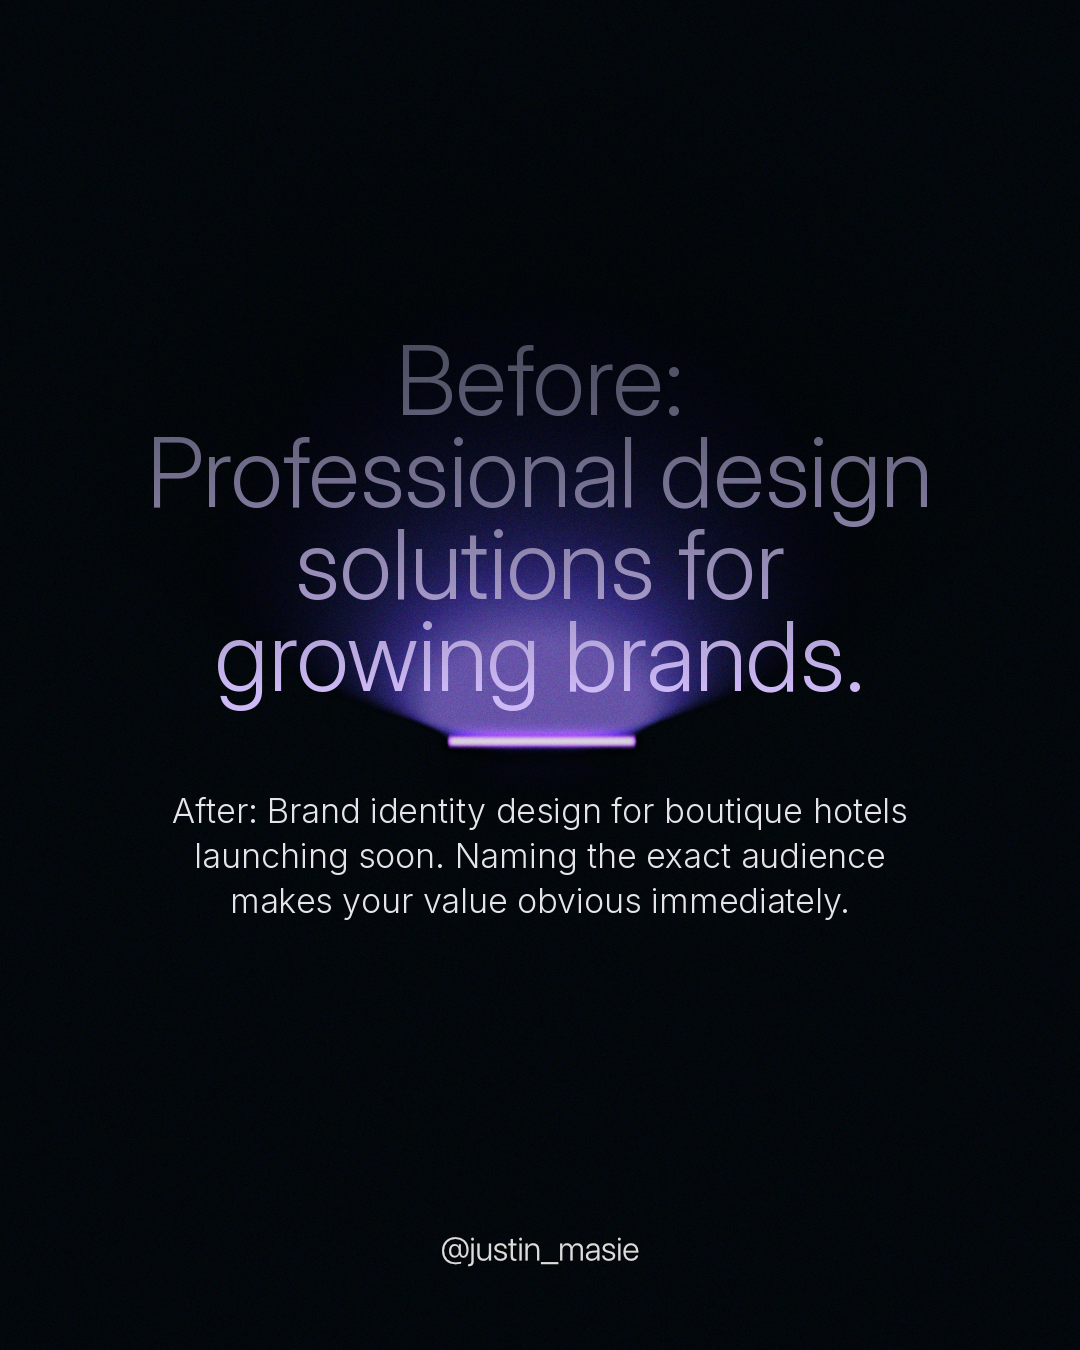 Before:
Professional design
solutions for
growing brands.
After: Brand identity design for boutique hotels
launching soon. Naming the exact audience
makes your value obvious immediately.
@justin_masie